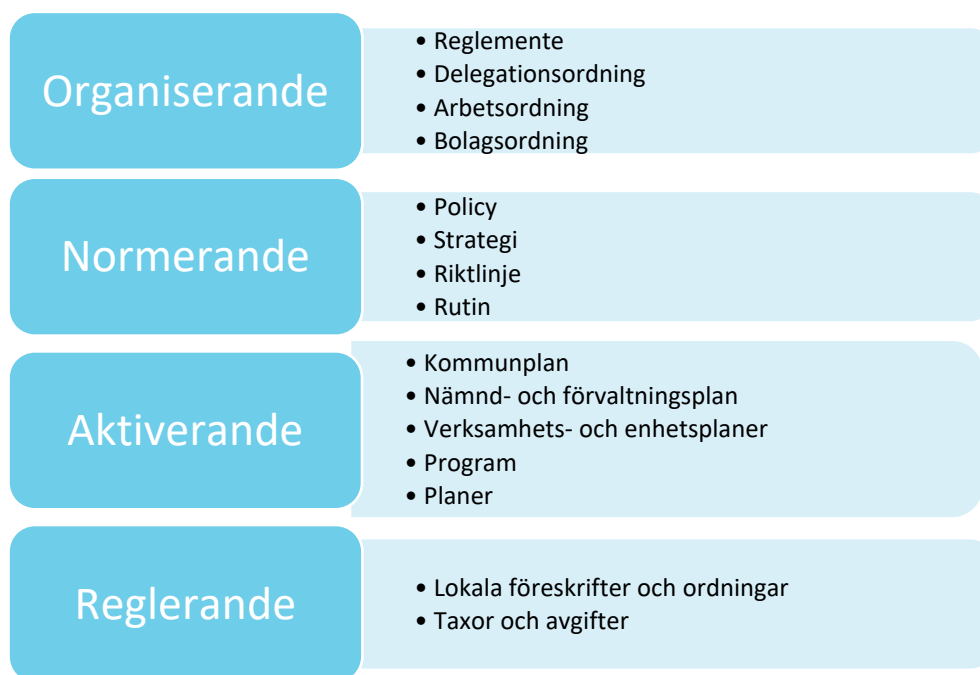 Organiserande
• Reglemente
• Delegationsordning
• Arbetsordning
• Bolagsordning
Normerande
• Policy
• Strategi
• Riktlinje
• Rutin
Aktiverande
• Kommunplan
• Nämnd- och förvaltningsplan
• Verksamhets- och enhetsplaner
• Program
• Planer
Reglerande
• Lokala föreskrifter och ordningar
• Taxor och avgifter